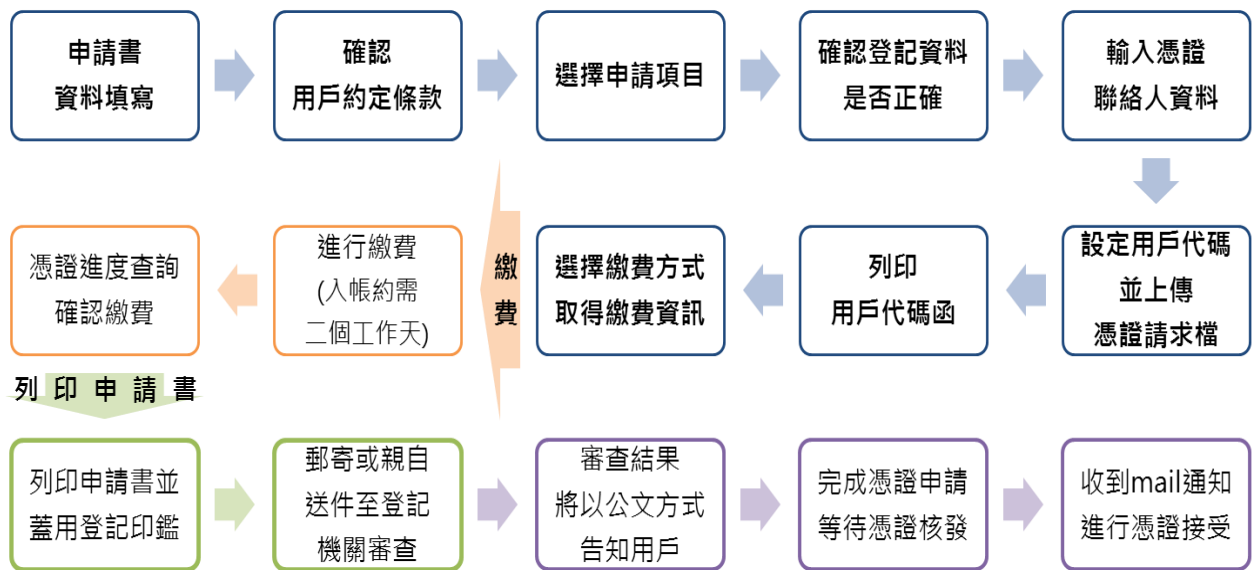 申請書
資料填寫
確認
用戶約定條款
選擇申請項目
確認登記資料
是否正確
輸入憑證
聯絡人資料
設定用戶代碼
並上傳
憑證請求檔
列印
用戶代碼函
選擇繳費方式
取得繳費資訊
繳費
進行繳費
(入帳約需
二個工作天)
憑證進度查詢
確認繳費
列印申請書
列印申請書並
蓋用登記印鑑
郵寄或親自
送件至登記
機關審查
審查結果
將以公文方式
告知用戶
完成憑證申請
等待憑證核發
收到mail通知
進行憑證接受